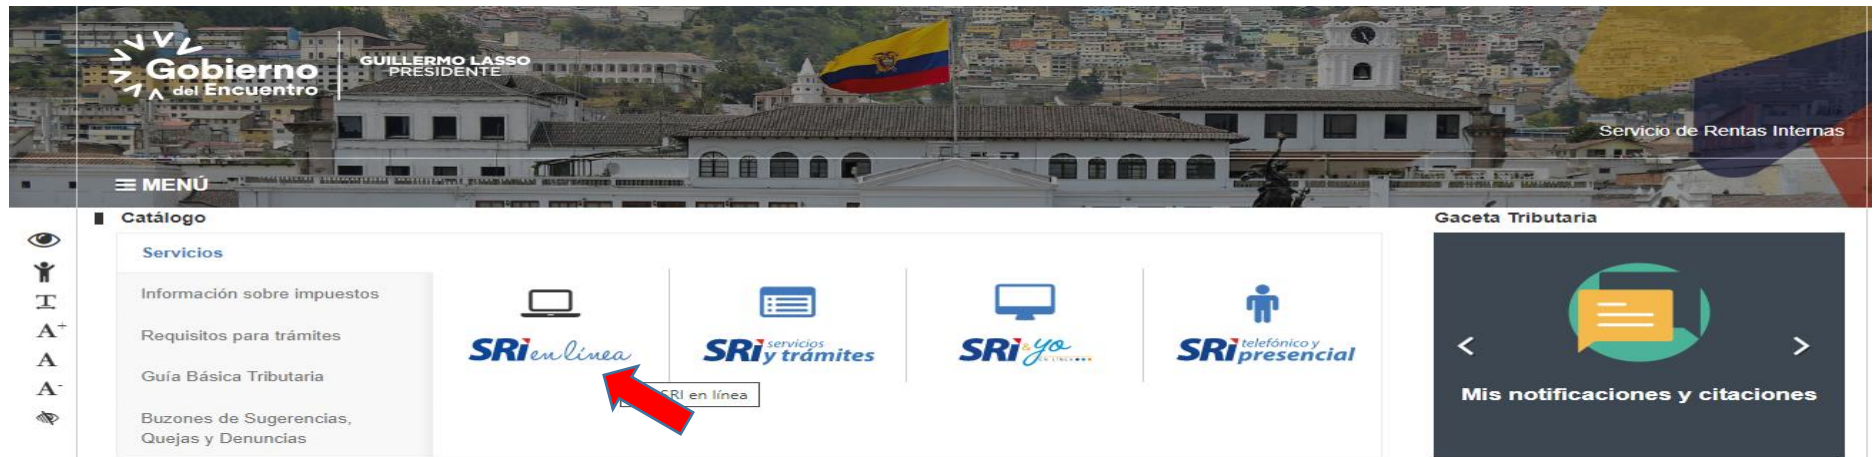 Gobierno
del Encuentro
GUILLERMO LASSO
PRESIDENTE
Servicio de Rentas Internas
MENÚ
Catálogo
Gaceta Tributaria
Servicios
Información sobre impuestos
Requisitos para trámites
Guía Básica Tributaria
Buzones de Sugerencias,
Quejas y Denuncias
T
A+
A
A-
SRi en línea
SRi servicios
y trámites
SRi & yo
EN LÍNEA
SRi telefónico y
presencial
SRI en línea
Mis notificaciones y citaciones